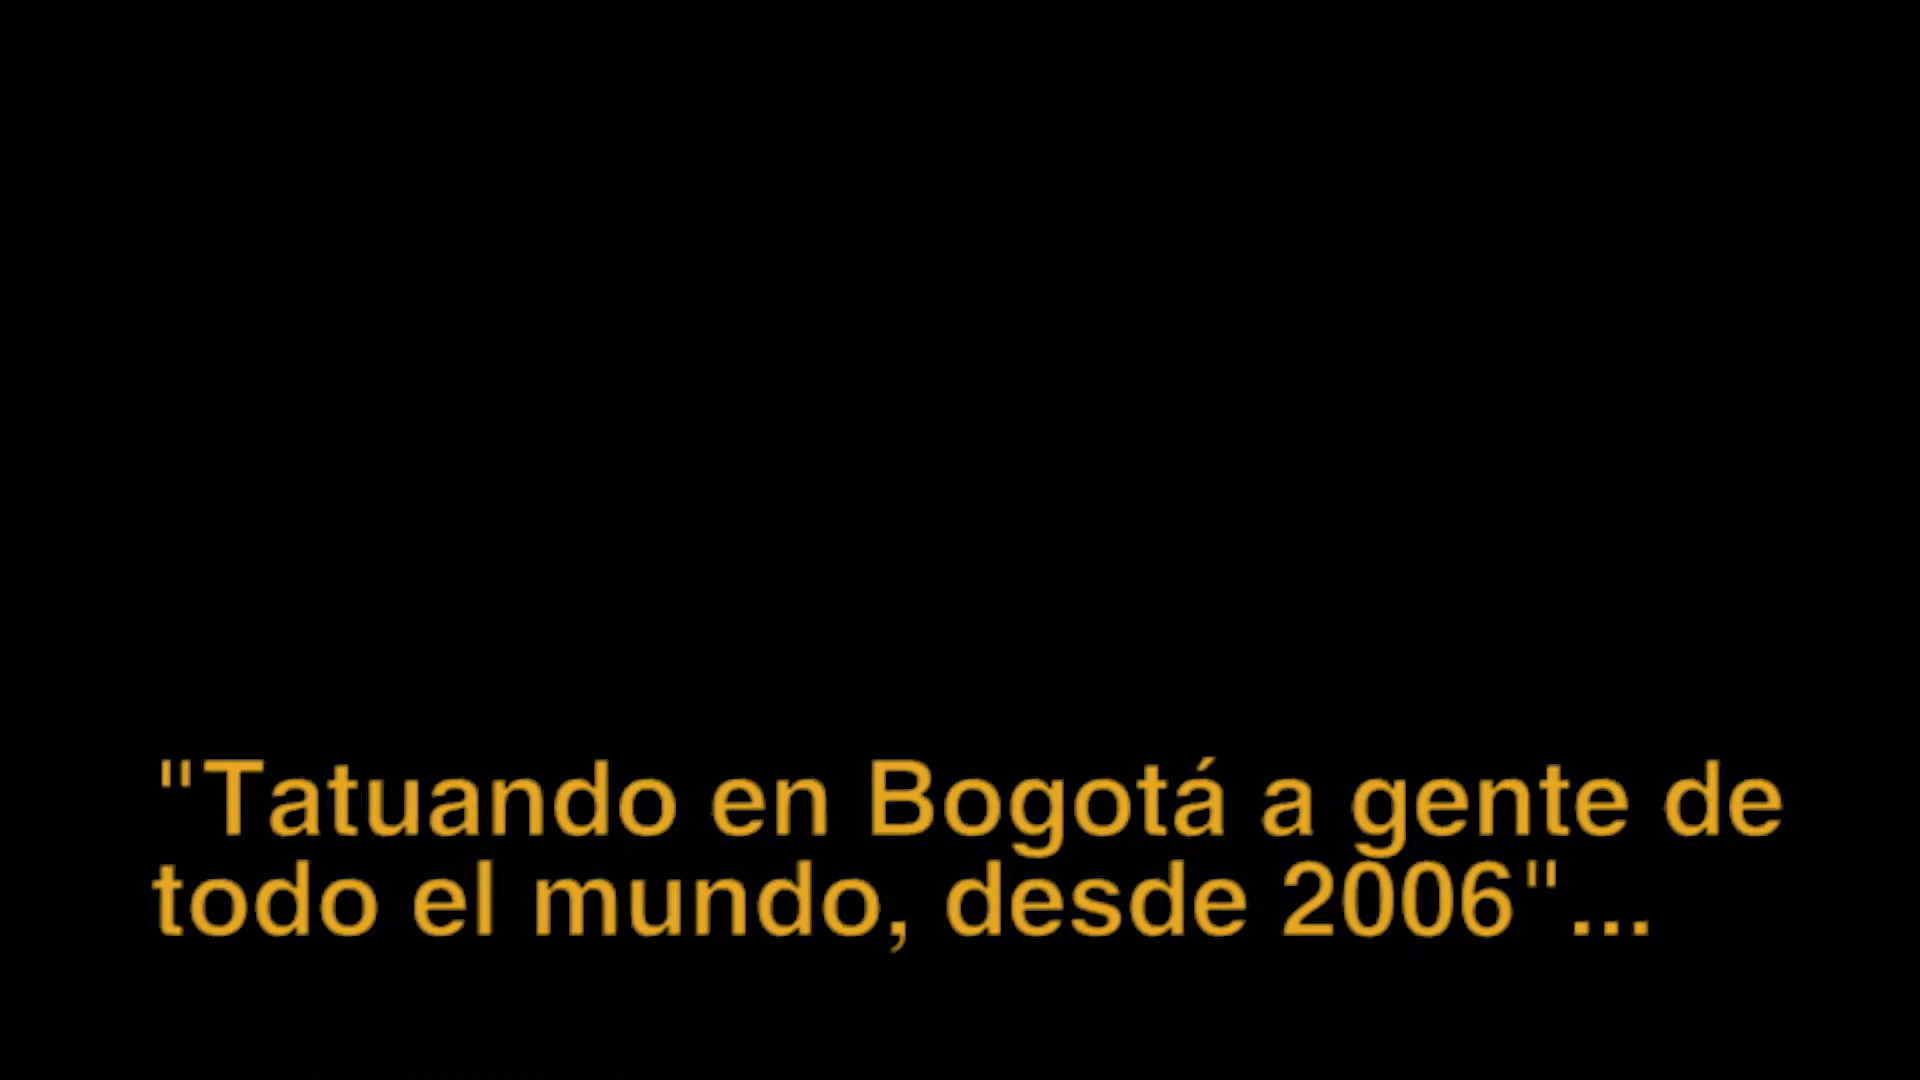 "Tatuando en Bogotá a gente de
todo el mundo, desde 2006"...